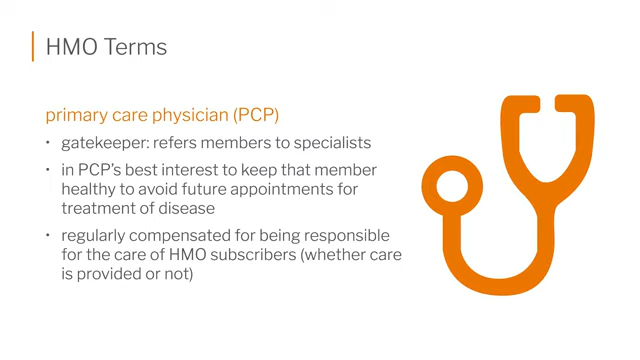 HMO Terms
primary care physician (PCP)
• gatekeeper: refers members to specialists
• in PCP's best interest to keep that member
healthy to avoid future appointments for
treatment of disease
• regularly compensated for being responsible
for the care of HMO subscribers (whether care
is provided or not)